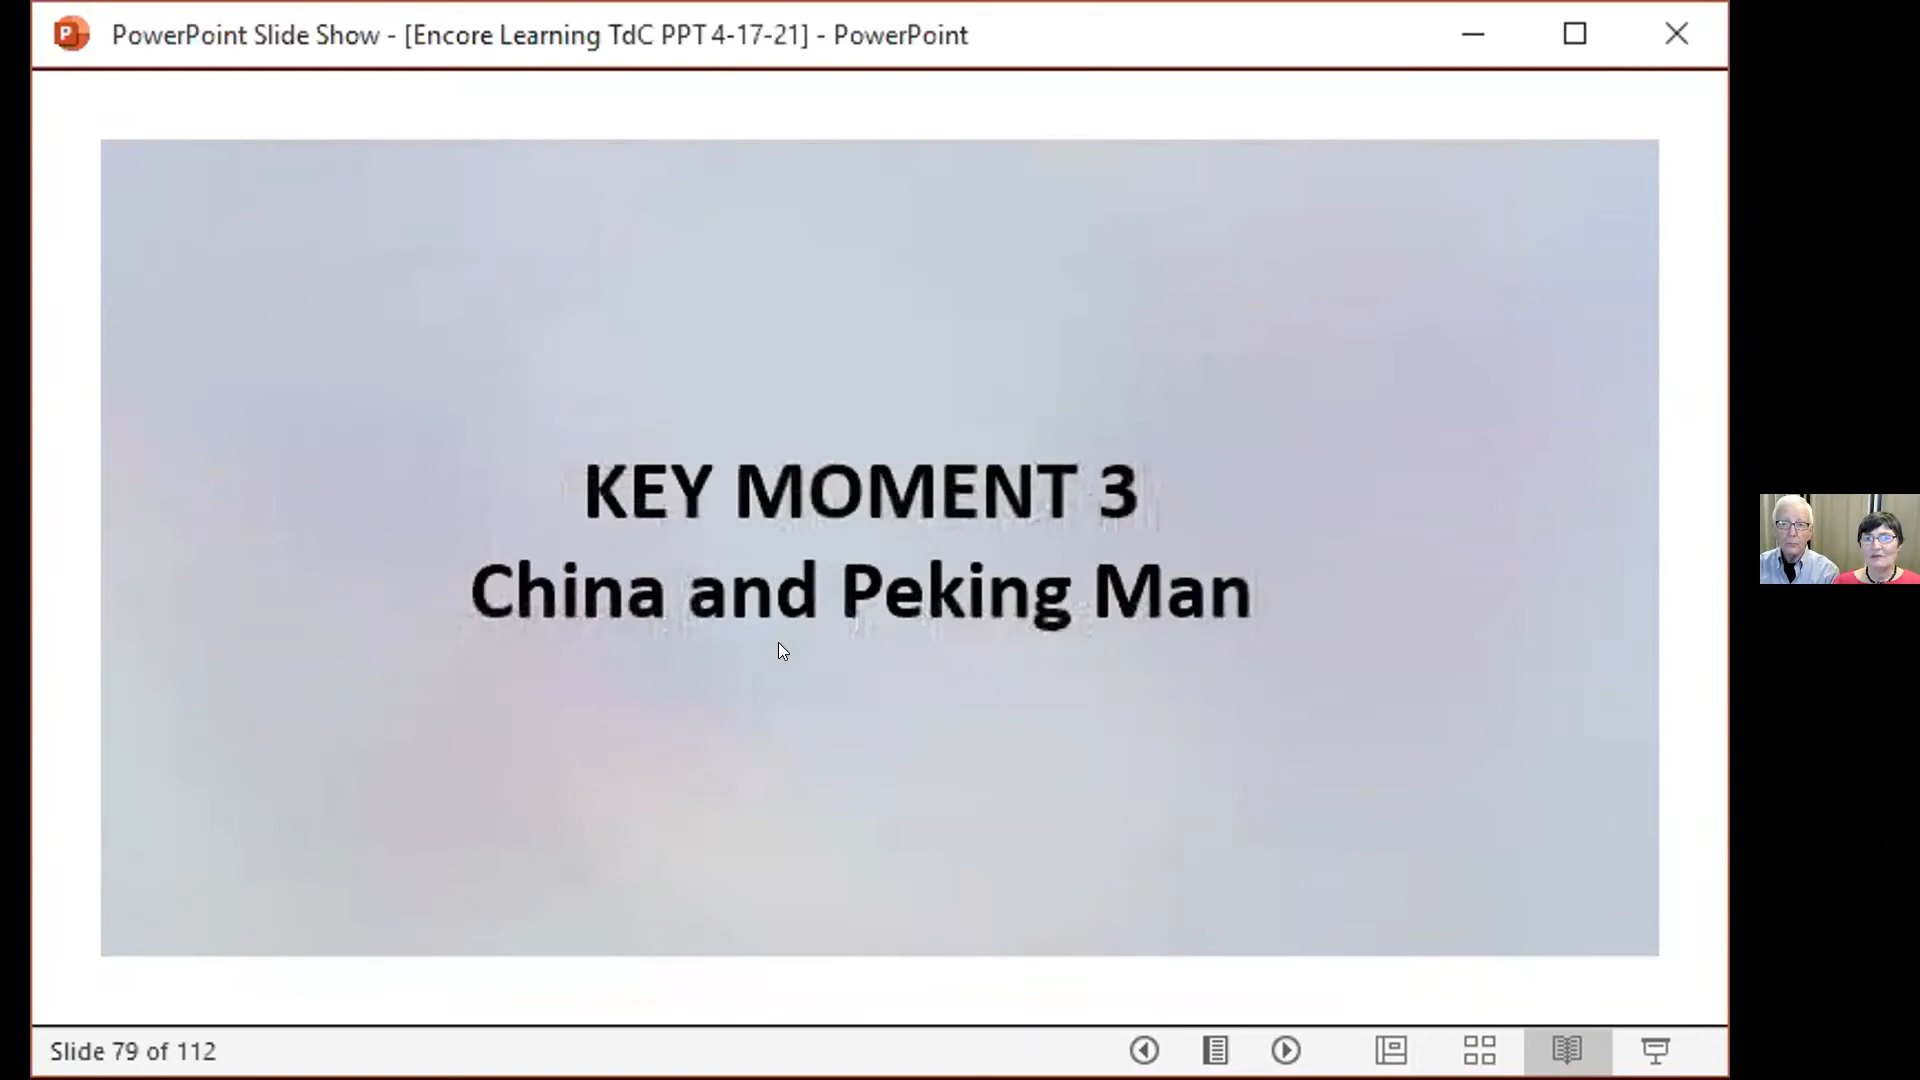 PowerPoint Slide Show - [Encore Learning TdC PPT 4-17-21] - PowerPoint
KEY MOMENT 3
China and Peking Man
Slide 79 of 112